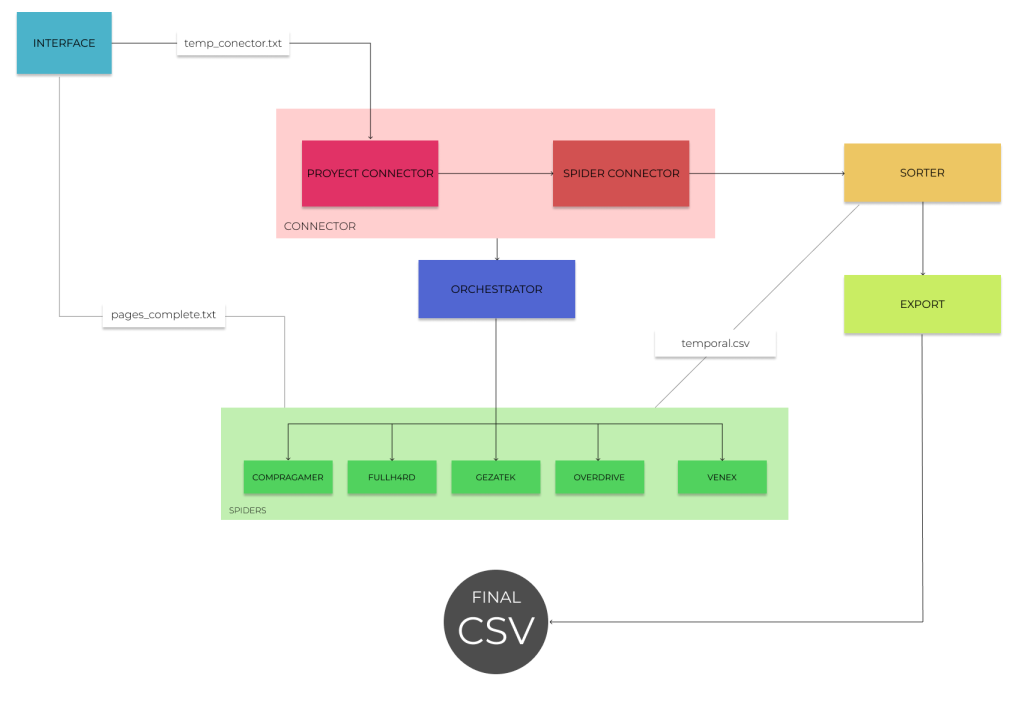 INTERFACE
temp_conector.txt
PROYECT CONNECTOR
SPIDER CONNECTOR
SORTER
CONNECTOR
ORCHESTRATOR
EXPORT
pages_complete.txt
temporal.csv
COMPRAGAMER
FULLH4RD
GEZATEK
OVERDRIVE
VENEX
SPIDERS
FINAL
CSV